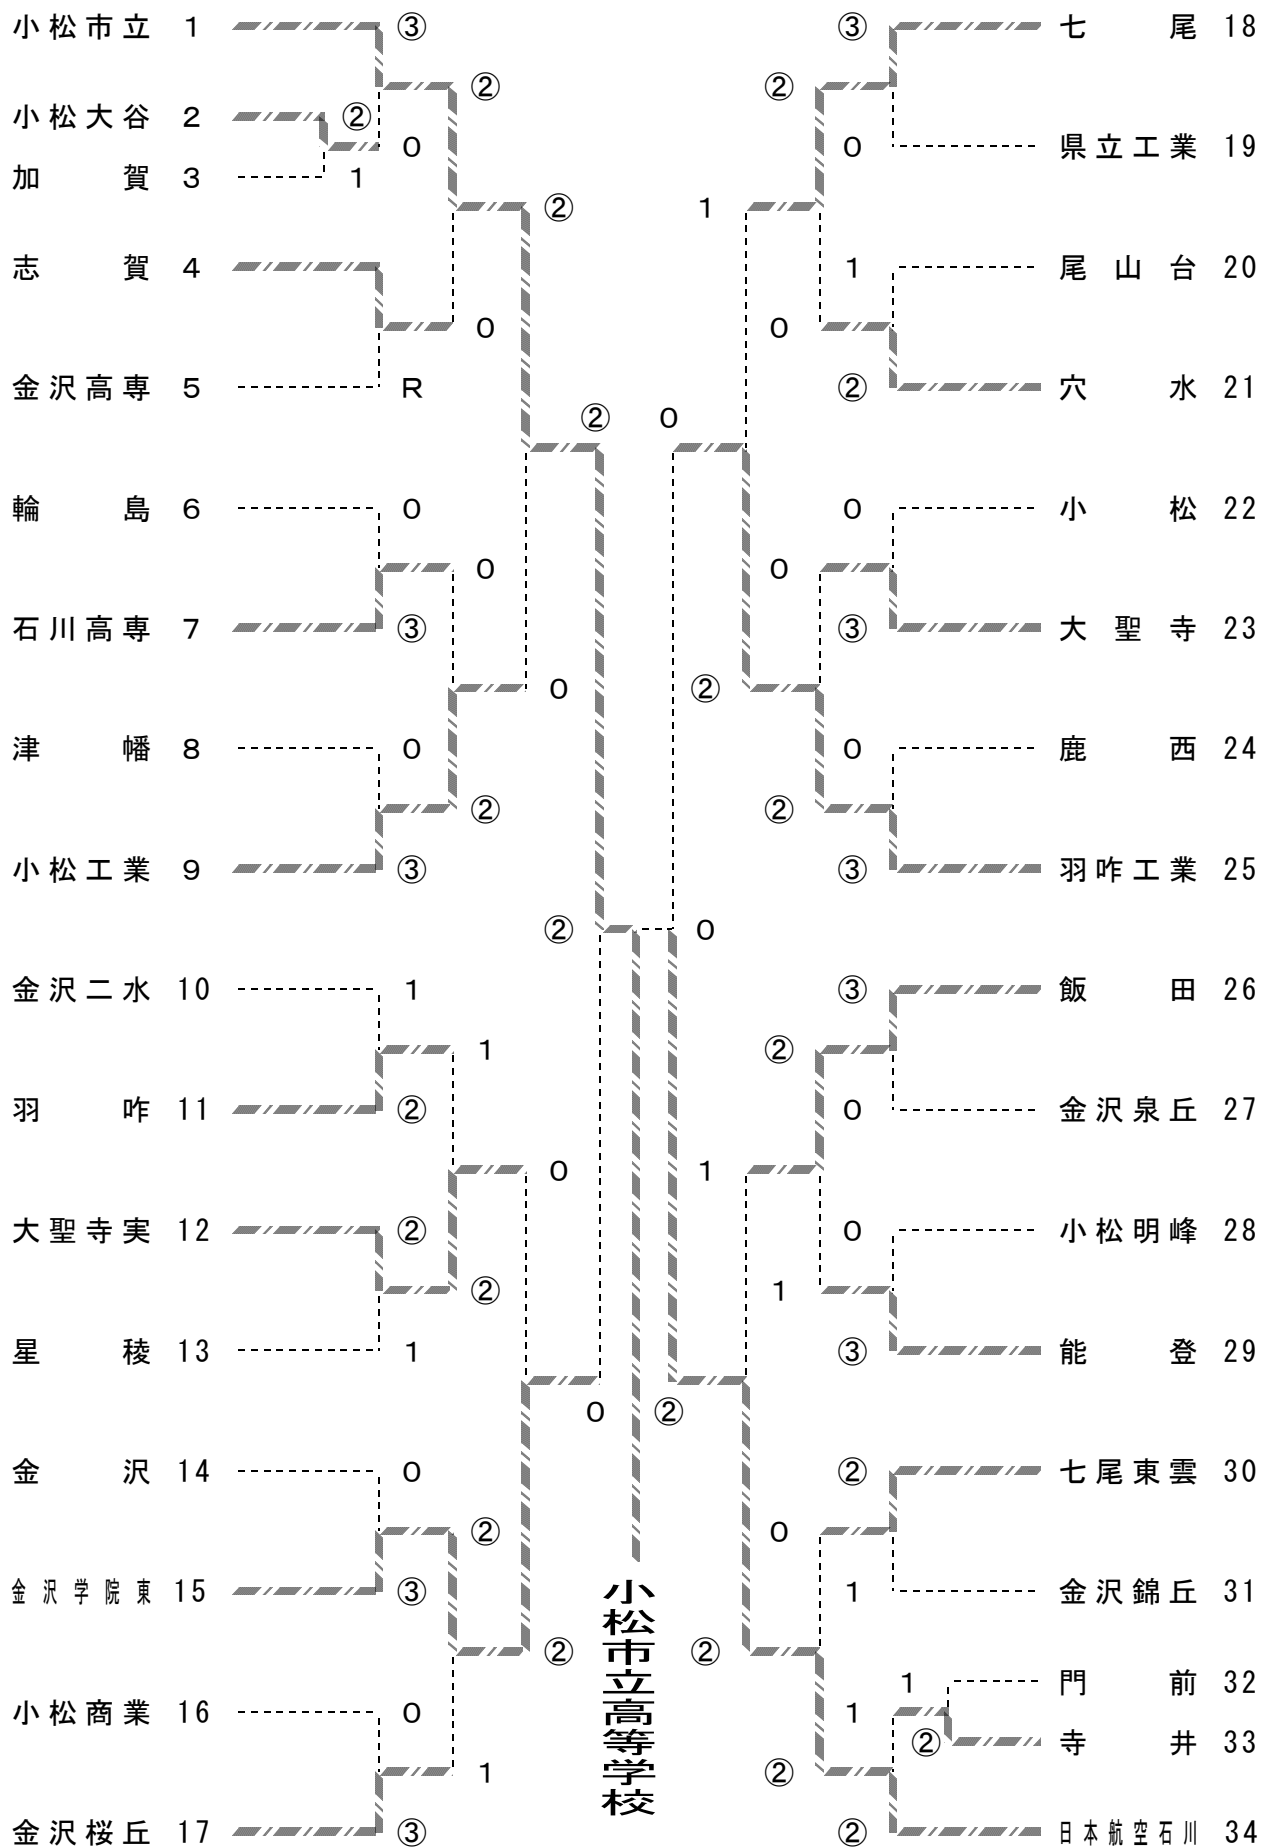 小松市立 1 ③
②
小松大谷 2 ②
0
加賀 3 1
②
志賀 4
0
金沢高専 5 R
②
輪島 6 0
0
石川高専 7 ③
0
津幡 8 0
②
小松工業 9 ③
②
金沢二水 10 1
1
羽咋 11 ②
0
大聖寺実 12 ②
②
星稜 13 1
0
金沢 14 0
②
金沢学院東 15 ③
②
小松商業 16 0
1
金沢桜丘 17 ③
③ 七尾 18
②
0 県立工業 19
1
1 尾山台 20
0
② 穴水 21
0
0 小松 22
0
③ 大聖寺 23
②
0 鹿西 24
②
③ 羽咋工業 25
0
③ 飯田 26
②
0 金沢泉丘 27
1
0 小松明峰 28
1
③ 能登 29
②
② 七尾東雲 30
0
1 金沢錦丘 31
②
1 門前 32
1
② 寺井 33
②
② 日本航空石川 34
小松市立高等学校